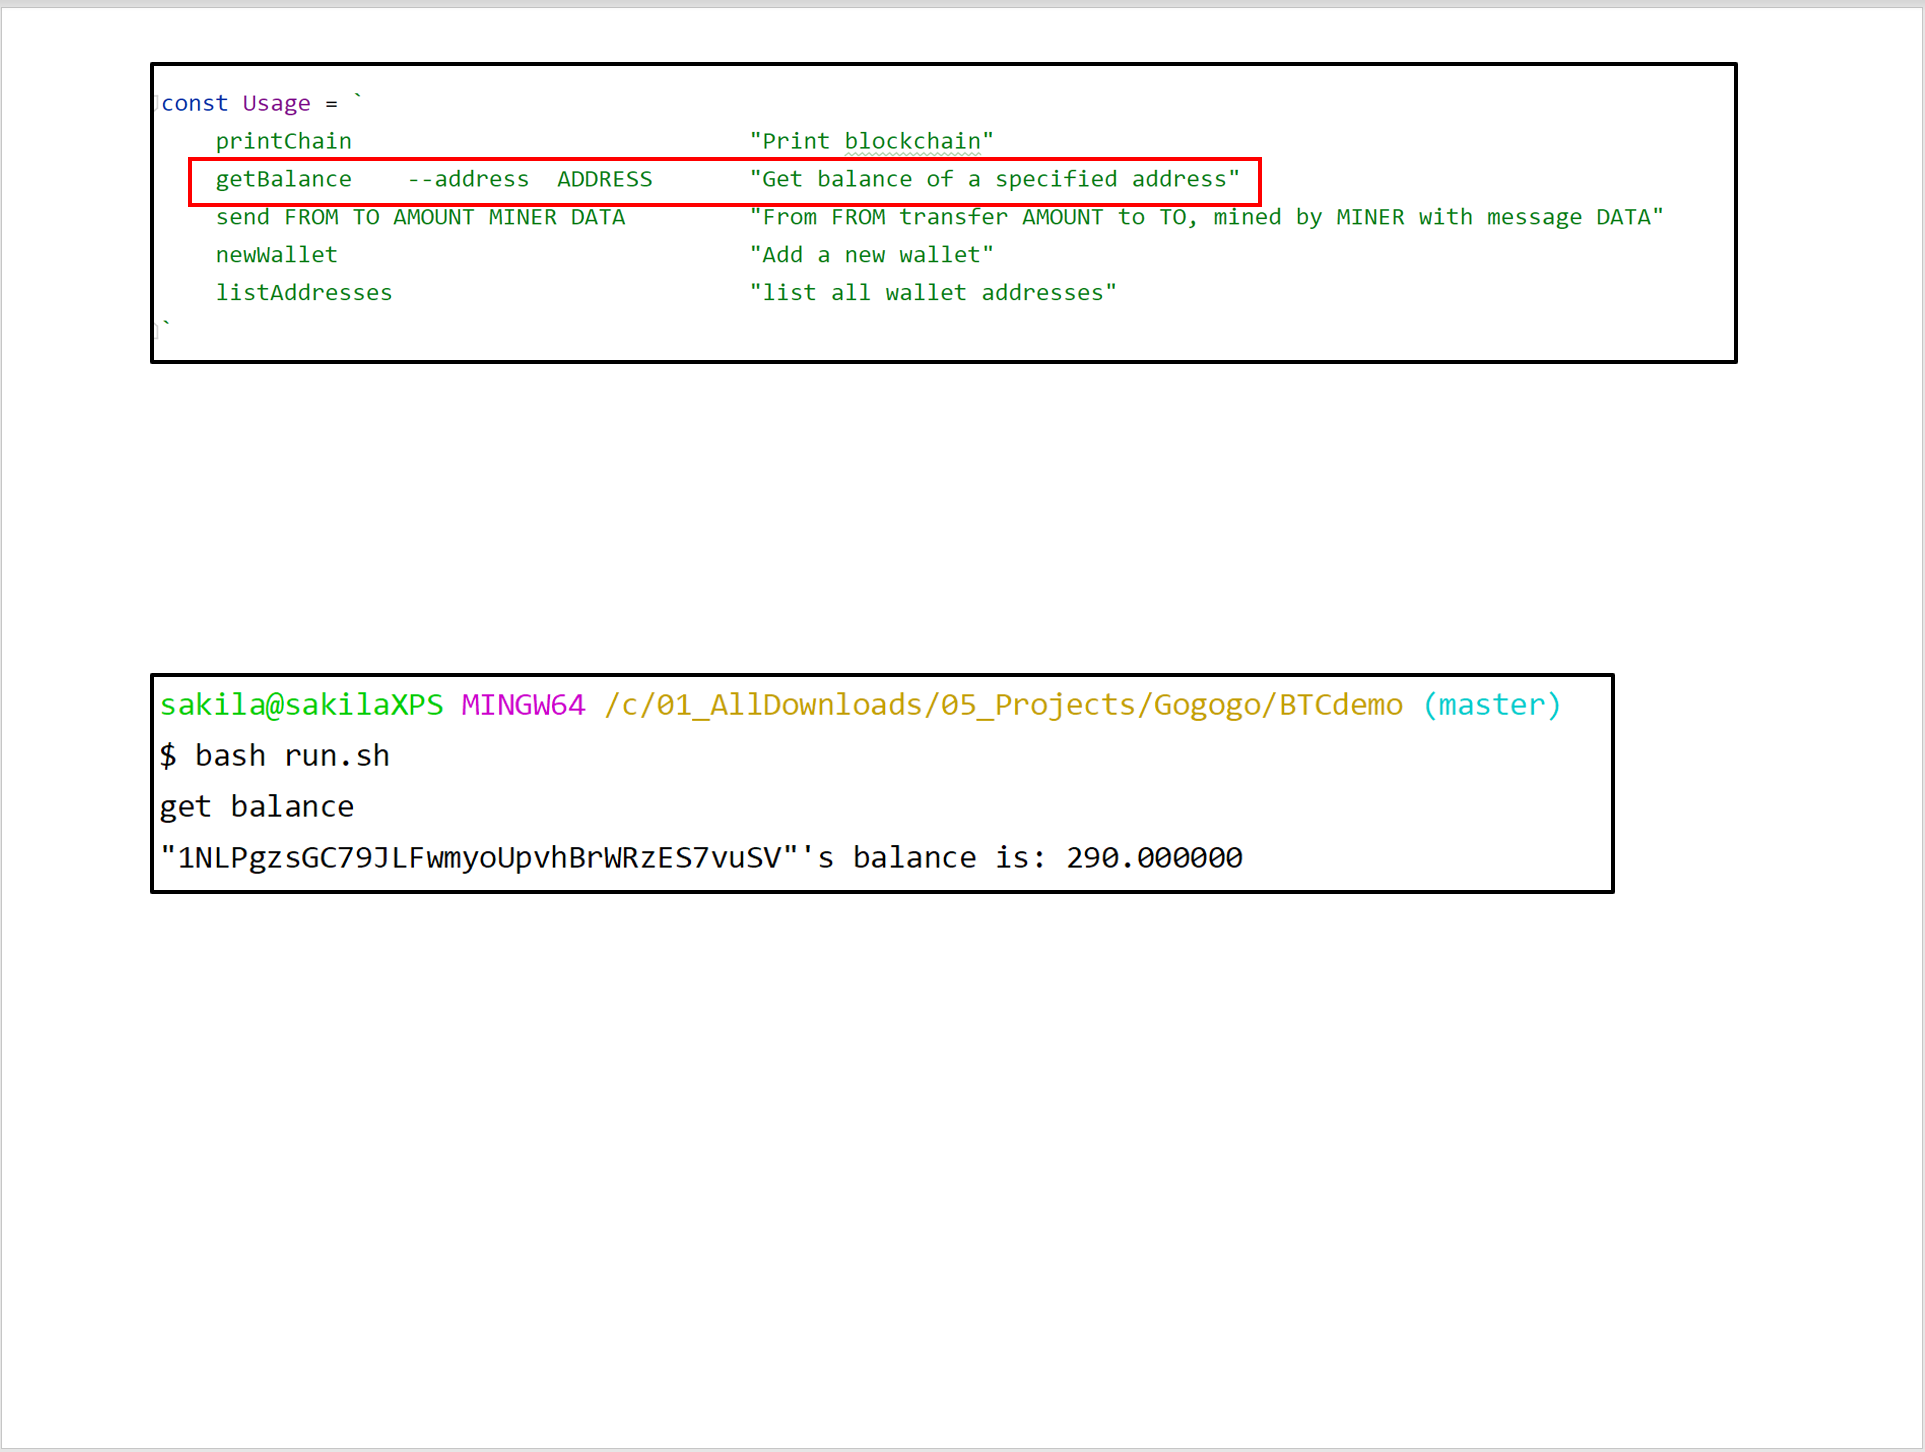 const Usage = `
printChain "Print blockchain"
getBalance --address ADDRESS "Get balance of a specified address"
send FROM TO AMOUNT MINER DATA "From FROM transfer AMOUNT to TO, mined by MINER with message DATA"
newWallet "Add a new wallet"
listAddresses "list all wallet addresses"
`
sakila@sakilaXPS MINGW64 /c/01_AllDownloads/05_Projects/Gogogo/BTCdemo (master)
$ bash run.sh
get balance
"1NLPgzsGC79JLFwmyoUpvhBrWRzES7vuSV"'s balance is: 290.000000